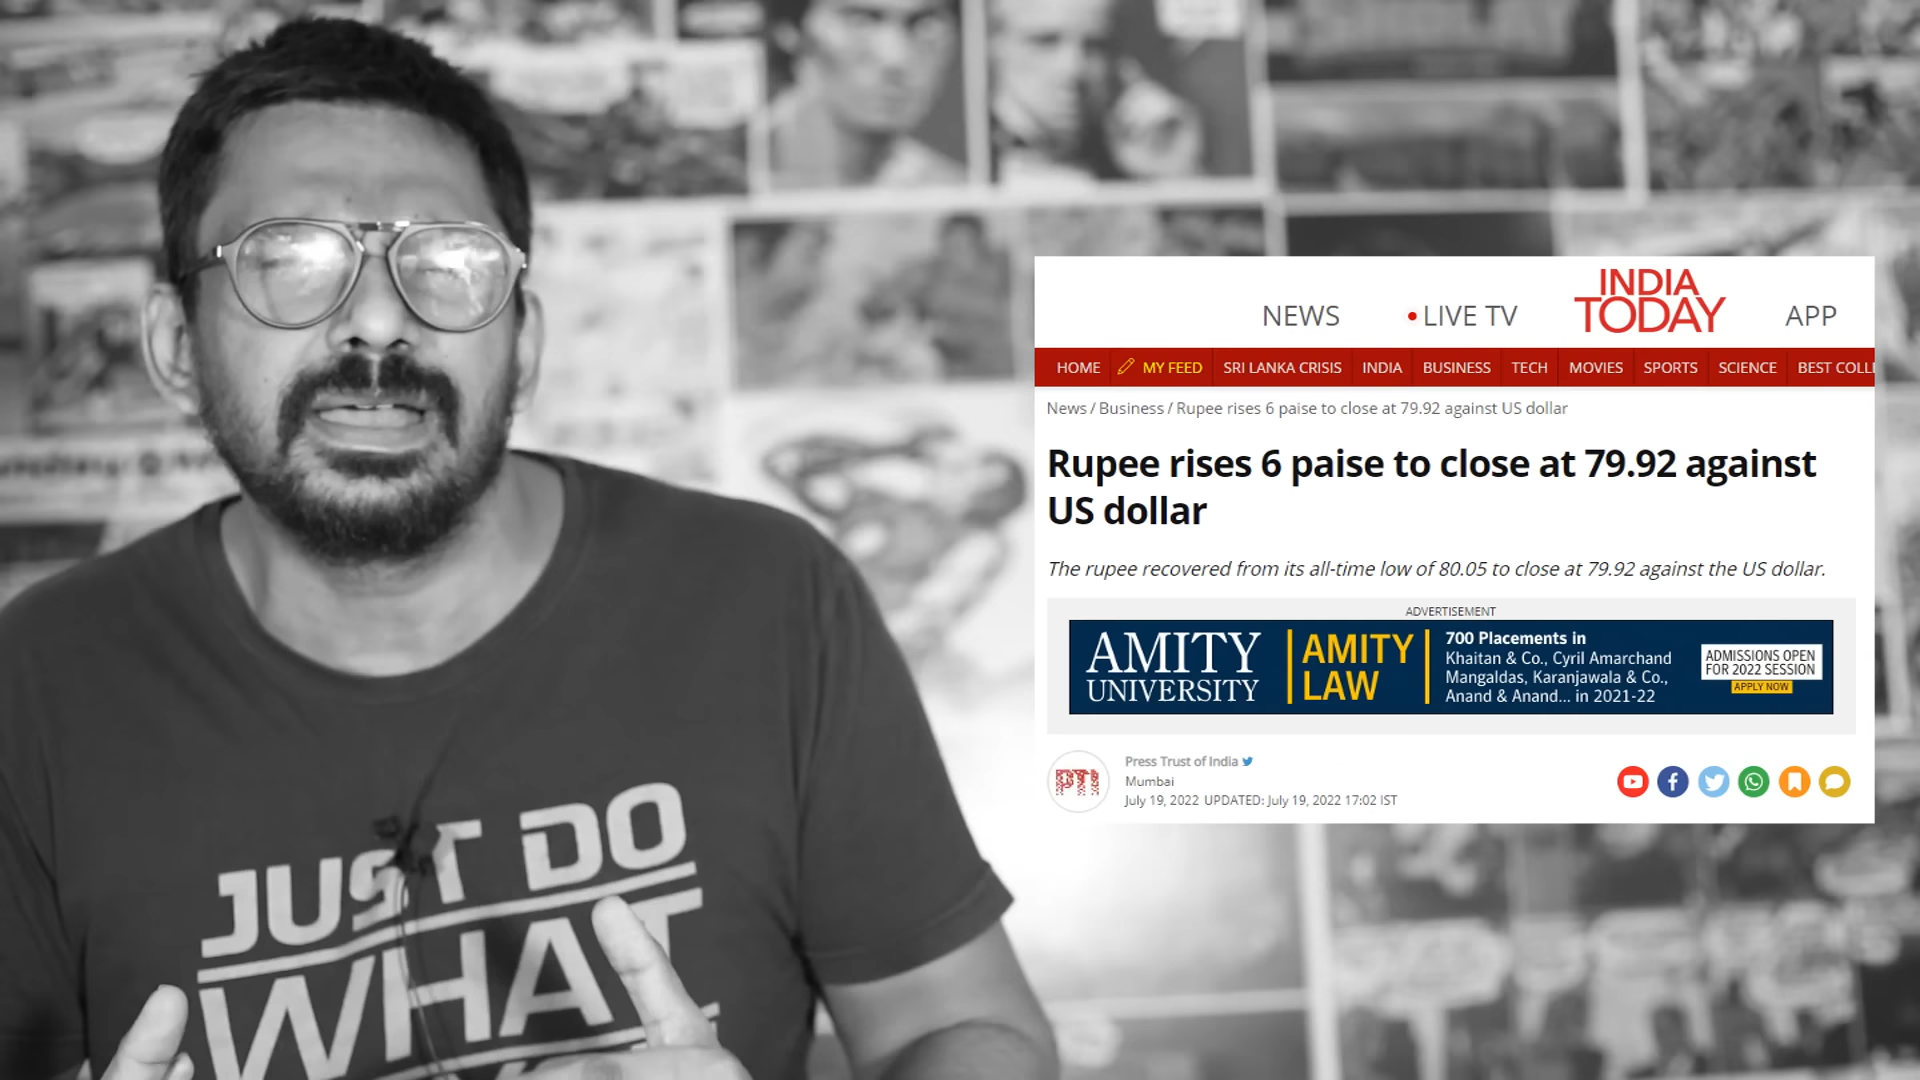 JUST DO
WHAT
NEWS
LIVE TV
INDIA
TODAY
APP
HOME
MY FEED
SRI LANKA CRISIS
INDIA
BUSINESS
TECH
MOVIES
SPORTS
SCIENCE
BEST COLL
News / Business / Rupee rises 6 paise to close at 79.92 against US dollar
Rupee rises 6 paise to close at 79.92 against
US dollar
The rupee recovered from its all-time low of 80.05 to close at 79.92 against the US dollar.
ADVERTISEMENT
AMITY
UNIVERSITY
AMITY
LAW
700 Placements in
Khaitan & Co., Cyril Amarchand
Mangaldas, Karanjawala & Co.,
Anand & Anand... in 2021-22
ADMISSIONS OPEN
FOR 2022 SESSION
APPLY NOW
PTI
Press Trust of India
Mumbai
July 19, 2022 UPDATED: July 19, 2022 17:02 IST